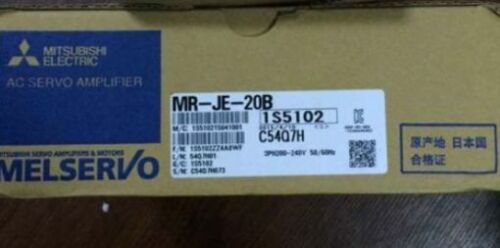 MITSUBISHI
ELECTRIC
AC SERVO AMPLIFIER
MITSUBISHI SERVO AMPLIFIERS & MOTORS
MELSERVO
MR-JE-20B
1S5102
C54Q7H
3PH200-240V 50/60Hz
G/C: 1S5102
原产地 日本国
合格证